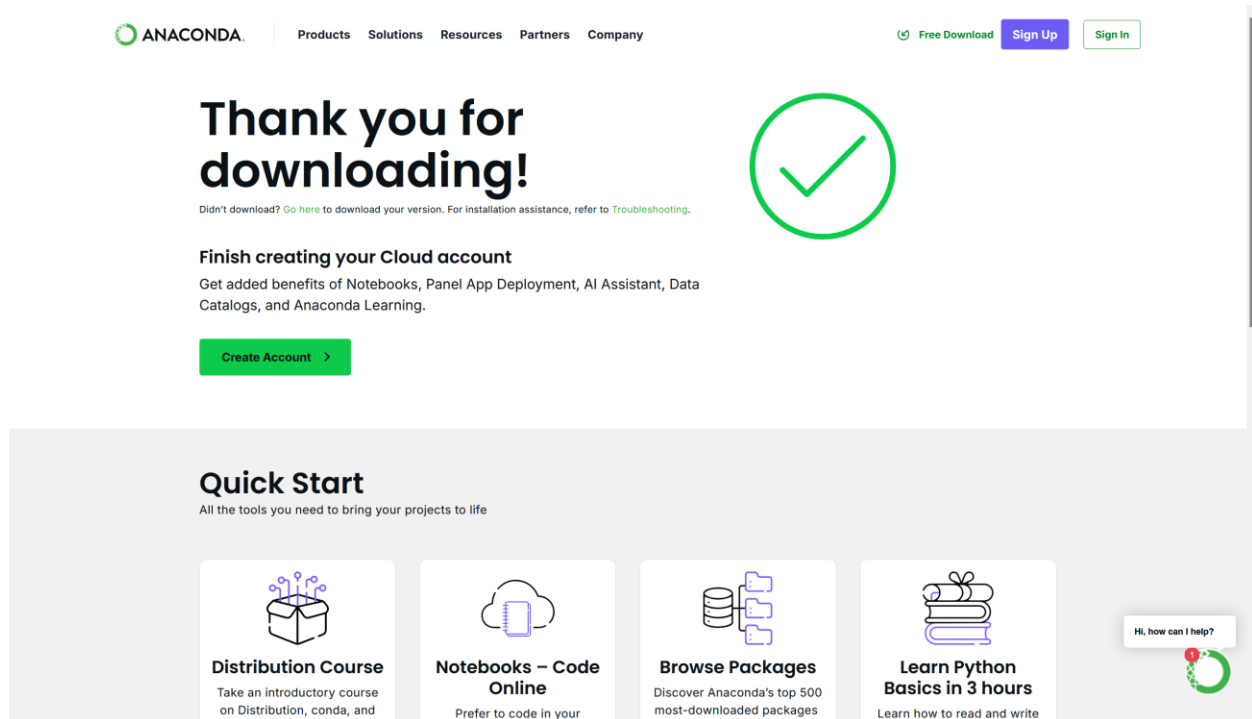 ANACONDA.
Products Solutions Resources Partners Company
Free Download
Sign Up
Sign In
Thank you for
downloading!
Didn't download? Go here to download your version. For installation assistance, refer to Troubleshooting.
Finish creating your Cloud account
Get added benefits of Notebooks, Panel App Deployment, AI Assistant, Data
Catalogs, and Anaconda Learning.
Create Account
Quick Start
All the tools you need to bring your projects to life
Distribution Course
Take an introductory course
on Distribution, conda, and
Notebooks – Code
Online
Prefer to code in your
Browse Packages
Discover Anaconda's top 500
most-downloaded packages
Learn Python
Basics in 3 hours
Learn how to read and write
Hi, how can I help?
1